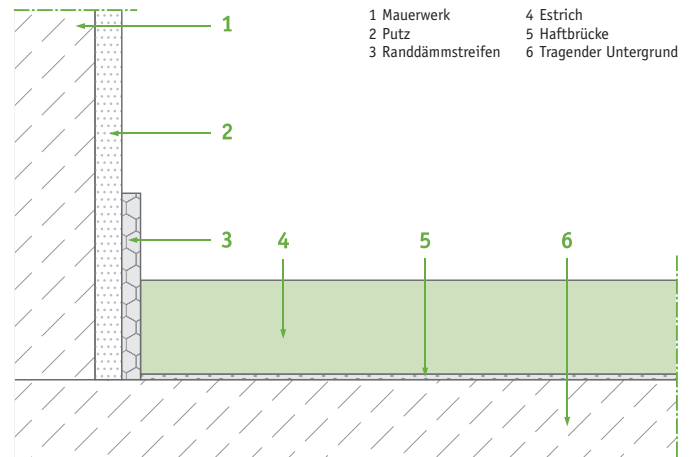 1 Mauerwerk
2 Putz
3 Randdämmstreifen
4 Estrich
5 Haftbrücke
6 Tragender Untergrund
1
2
3
4
5
6